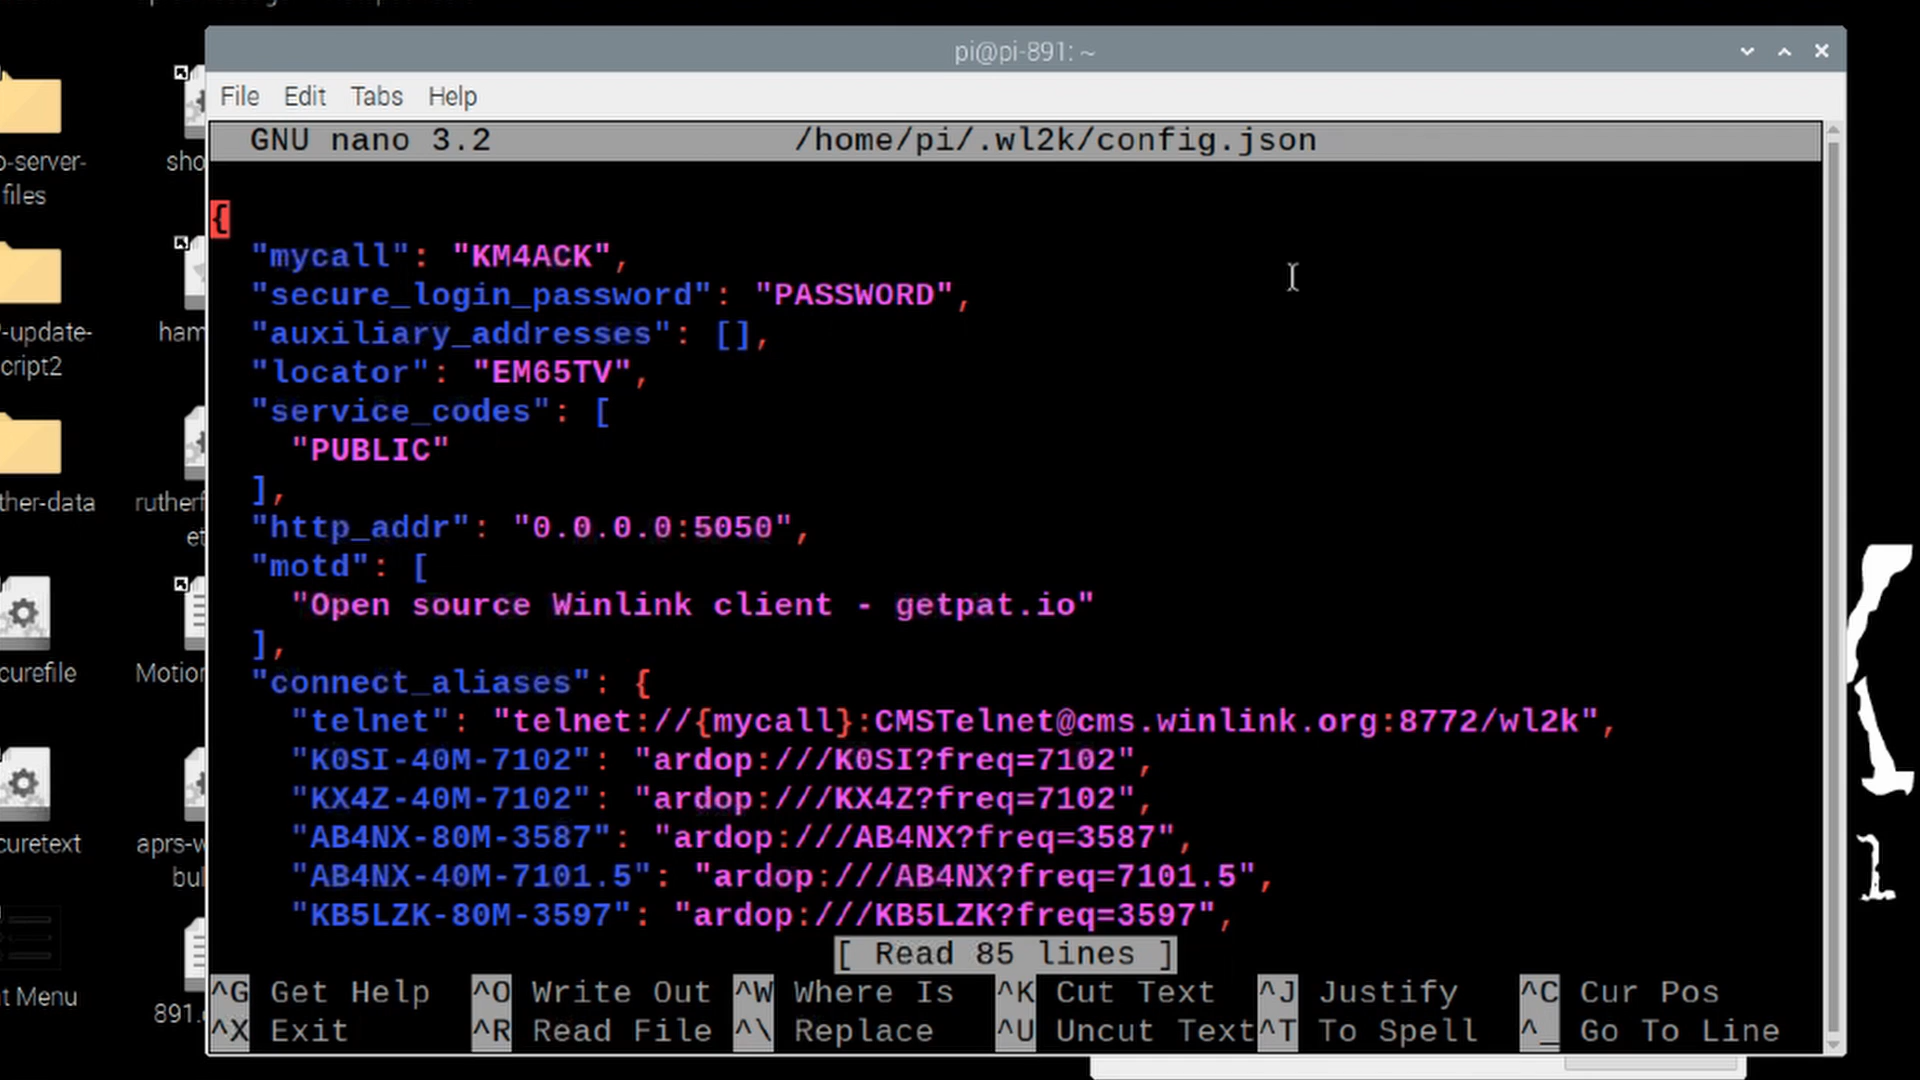 pi@pi-891: ~
File Edit Tabs Help
GNU nano 3.2 /home/pi/.wl2k/config.json
{
"mycall": "KM4ACK",
"secure_login_password": "PASSWORD",
"auxiliary_addresses": [],
"locator": "EM65TV",
"service_codes": [
"PUBLIC"
],
"http_addr": "0.0.0.0:5050",
"motd": [
"Open source Winlink client - getpat.io"
],
"connect_aliases": {
"telnet": "telnet://{mycall}:CMSTelnet@cms.winlink.org:8772/wl2k",
"K0SI-40M-7102": "ardop:///K0SI?freq=7102",
"KX4Z-40M-7102": "ardop:///KX4Z?freq=7102",
"AB4NX-80M-3587": "ardop:///AB4NX?freq=3587",
"AB4NX-40M-7101.5": "ardop:///AB4NX?freq=7101.5",
"KB5LZK-80M-3597": "ardop:///KB5LZK?freq=3597",
[ Read 85 lines ]
^G Get Help ^O Write Out ^W Where Is ^K Cut Text ^J Justify ^C Cur Pos
^X Exit ^R Read File ^\ Replace ^U Uncut Text ^T To Spell ^_ Go To Line
-server-
files
sho
-update-
cript2
ham
ther-data
rutherf
et
curefile
Motion
curetext
aprs-w
bul
t Menu
891.